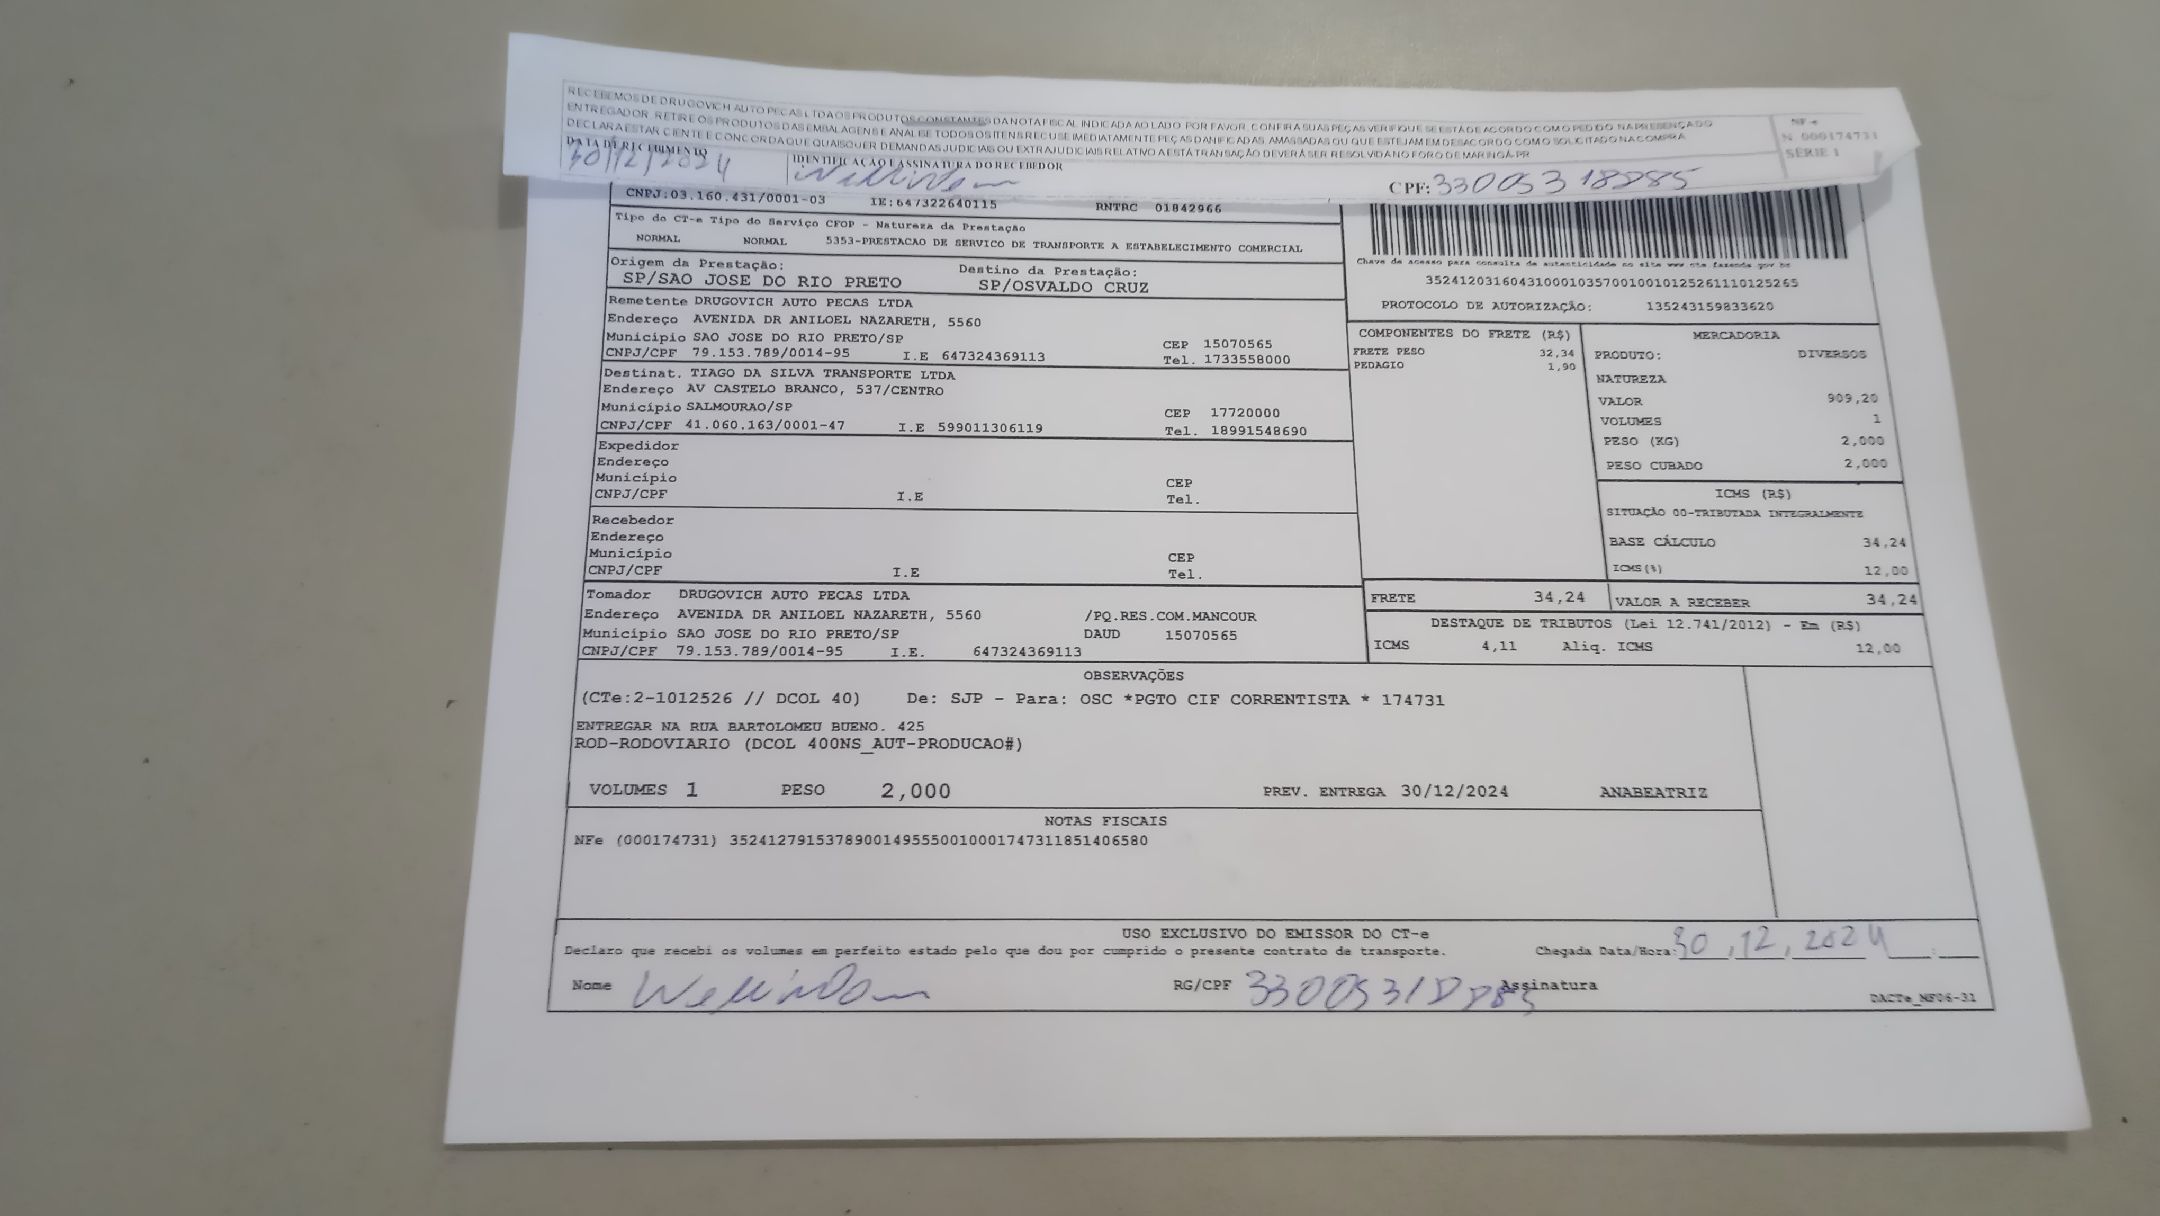 RECEBEMOS DE DRUGOVICH AUTO PECAS LTDA OS PRODUTOS CONSTANTES DA NOTA FISCAL INDICADA AO LADO. POR FAVOR, CONFIRA SUAS PEÇAS VERIFIQUE SE ESTA DE ACORDO COM O PEDIDO. NA PRESENÇA DO
ENTREGADOR RETIRE OS PRODUTOS DAS EMBALAGENS E ANALISE TODOS OS ITENS RECUSE IMEDIATAMENTE PEÇAS DANIFICADAS, AMASSADAS OU QUE ESTEJAM EM DESACORDO COM O SOLICITADO NA COMPRA
DECLARA ESTAR CIENTE E CONCORDA QUE QUAISQUER DEMANDAS JUDICIAIS OU EXTRAJUDICIAIS RELATIVO A ESTA TRANSAÇÃO DEVERÁ SER RESOLVIDA NO FORO DE MARINGÁ-PR
NF-e
N. 000174731
SÉRIE 1
DATA DE RECEBIMENTO
30/12/2024
IDENTIFICAÇÃO E ASSINATURA DO RECEBEDOR
CPF:
CNPJ:03.160.431/0001-03 IE:647322640115 RNTRC 01842966
Tipo do CT-e Tipo do Serviço CFOP - Natureza da Prestação
NORMAL NORMAL 5353-PRESTACAO DE SERVICO DE TRANSPORTE A ESTABELECIMENTO COMERCIAL
Origem da Prestação: Destino da Prestação:
SP/SAO JOSE DO RIO PRETO SP/OSVALDO CRUZ
Chave de acesso para consulta de autenticidade no site www cte fazenda gov br
35241203160431000103570010010125261110125265
PROTOCOLO DE AUTORIZAÇÃO: 135243159833620
Remetente DRUGOVICH AUTO PECAS LTDA
Endereço AVENIDA DR ANILOEL NAZARETH, 5560
Município SAO JOSE DO RIO PRETO/SP CEP 15070565
CNPJ/CPF 79.153.789/0014-95 I.E 647324369113 Tel. 1733558000
Destinat. TIAGO DA SILVA TRANSPORTE LTDA
Endereço AV CASTELO BRANCO, 537/CENTRO
Município SALMOURAO/SP CEP 17720000
CNPJ/CPF 41.060.163/0001-47 I.E 599011306119 Tel. 18991548690
Expedidor
Endereço
Município CEP
CNPJ/CPF I.E Tel.
Recebedor
Endereço
Município CEP
CNPJ/CPF I.E Tel.
Tomador DRUGOVICH AUTO PECAS LTDA
Endereço AVENIDA DR ANILOEL NAZARETH, 5560 /PQ.RES.COM.MANCOUR
Município SAO JOSE DO RIO PRETO/SP DAUD 15070565
CNPJ/CPF 79.153.789/0014-95 I.E. 647324369113
COMPONENTES DO FRETE (R$)
FRETE PESO 32,34
PEDAGIO 1,90
MERCADORIA
PRODUTO: DIVERSOS
NATUREZA
VALOR 909,20
VOLUMES 1
PESO (KG) 2,000
PESO CUBADO 2,000
ICMS (R$)
SITUAÇÃO 00-TRIBUTADA INTEGRALMENTE
BASE CÁLCULO 34,24
ICMS(%) 12,00
FRETE 34,24 VALOR A RECEBER 34,24
DESTAQUE DE TRIBUTOS (Lei 12.741/2012) - Em (R$)
ICMS 4,11 Aliq. ICMS 12,00
OBSERVAÇÕES
(CTe:2-1012526 // DCOL 40) De: SJP - Para: OSC *PGTO CIF CORRENTISTA * 174731
ENTREGAR NA RUA BARTOLOMEU BUENO. 425
ROD-RODOVIARIO (DCOL 400NS_AUT-PRODUCAO#)
VOLUMES 1 PESO 2,000 PREV. ENTREGA 30/12/2024 ANABEATRIZ
NOTAS FISCAIS
NFe (000174731) 35241279153789001495550010001747311851406580
USO EXCLUSIVO DO EMISSOR DO CT-e
Declaro que recebi os volumes em perfeito estado pelo que dou por cumprido o presente contrato de transporte. Chegada Data/Hora: 30,12,2024
Nome RG/CPF Assinatura
DACTe_NF06-31